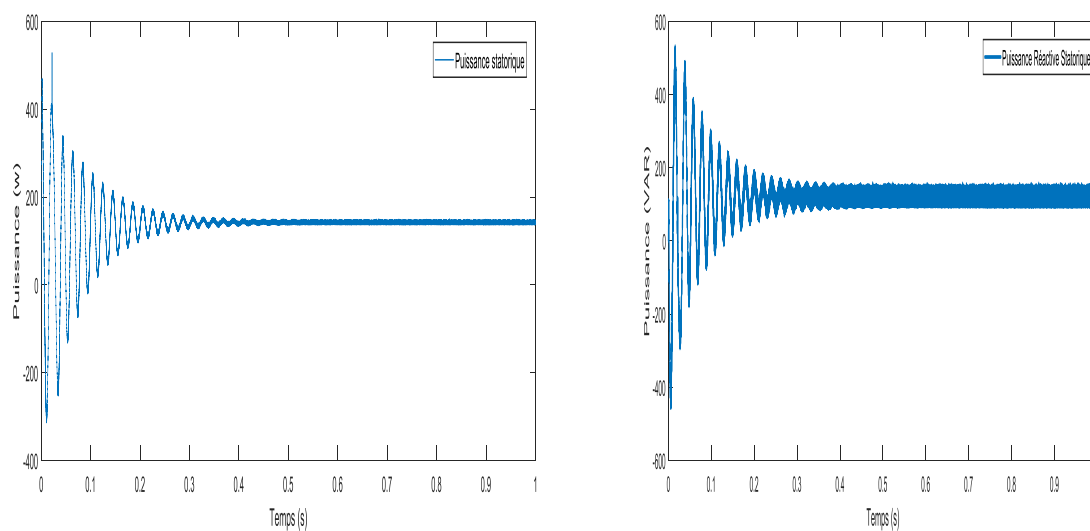 600
400
200
0
-200
-400
Puissance (W)
Puissance statorique
0 0.1 0.2 0.3 0.4 0.5 0.6 0.7 0.8 0.9 1
Temps (s)
600
400
200
0
-200
-400
-600
Puissance (VAR)
Puissance Réactive Statorique
0 0.1 0.2 0.3 0.4 0.5 0.6 0.7 0.8 0.9
Temps (s)